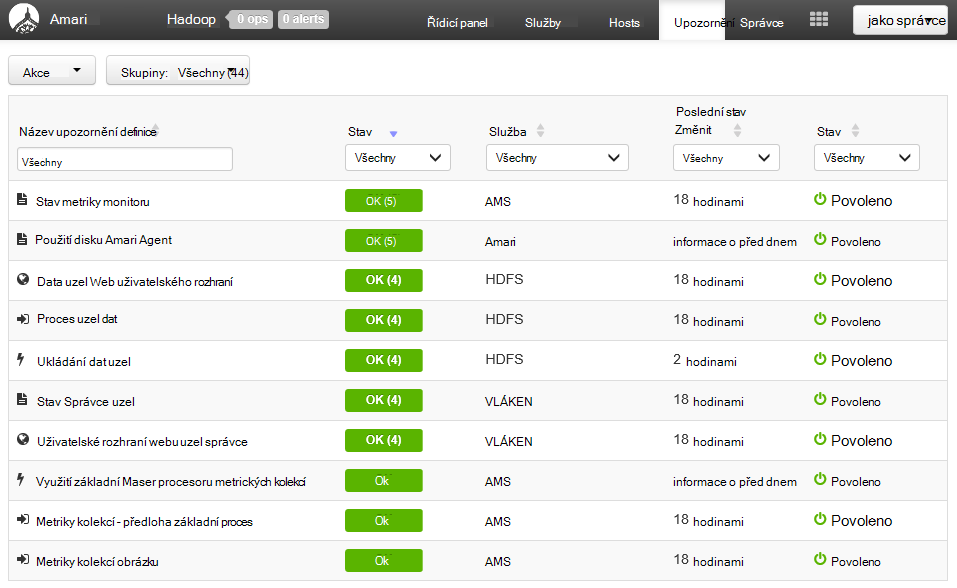 Amari Hadoop 0 ops 0 alerts Řídicí panel Služby Hosts Upozornění Správce jako správce
Akce Skupiny: Všechny (44)
Název upozornění definice Stav Služba Poslední stav Změnit Stav
Všechny Všechny Všechny Všechny Všechny
Stav metriky monitoru OK (5) AMS 18 hodinami Povoleno
Použití disku Amari Agent OK (5) Amari informace o před dnem Povoleno
Data uzel Web uživatelského rozhraní OK (4) HDFS 18 hodinami Povoleno
Proces uzel dat OK (4) HDFS 18 hodinami Povoleno
Ukládání dat uzel OK (4) HDFS 2 hodinami Povoleno
Stav Správce uzel OK (4) VLÁKEN 18 hodinami Povoleno
Uživatelské rozhraní webu uzel správce OK (4) VLÁKEN 18 hodinami Povoleno
Využití základní Maser procesoru metrických kolekcí Ok AMS informace o před dnem Povoleno
Metriky kolekcí - předloha základní proces Ok AMS 18 hodinami Povoleno
Metriky kolekcí obrázku Ok AMS 18 hodinami Povoleno